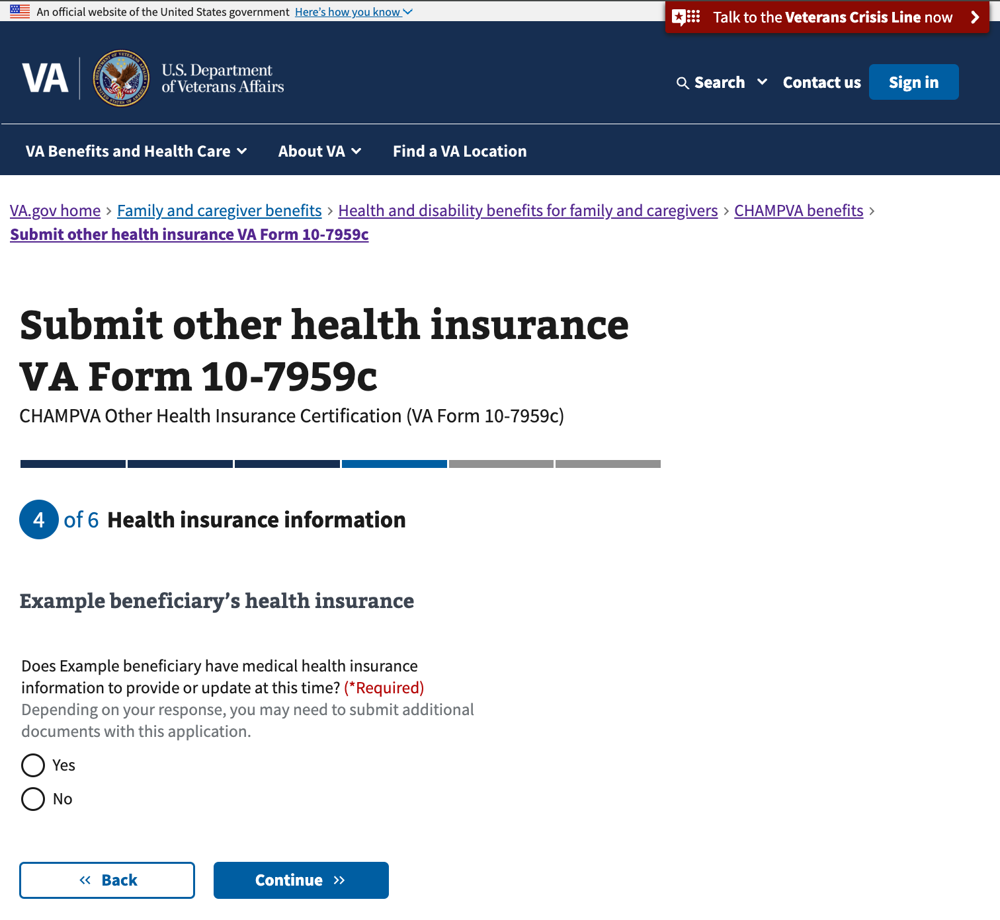 An official website of the United States government Here's how you know
Talk to the Veterans Crisis Line now
VA
U.S. Department
of Veterans Affairs
Search
Contact us
Sign in
VA Benefits and Health Care
About VA
Find a VA Location
VA.gov home › Family and caregiver benefits › Health and disability benefits for family and caregivers › CHAMPVA benefits ›
Submit other health insurance VA Form 10-7959c
Submit other health insurance
VA Form 10-7959c
CHAMPVA Other Health Insurance Certification (VA Form 10-7959c)
4 of 6 Health insurance information
Example beneficiary’s health insurance
Does Example beneficiary have medical health insurance
information to provide or update at this time? (*Required)
Depending on your response, you may need to submit additional
documents with this application.
Yes
No
« Back
Continue »